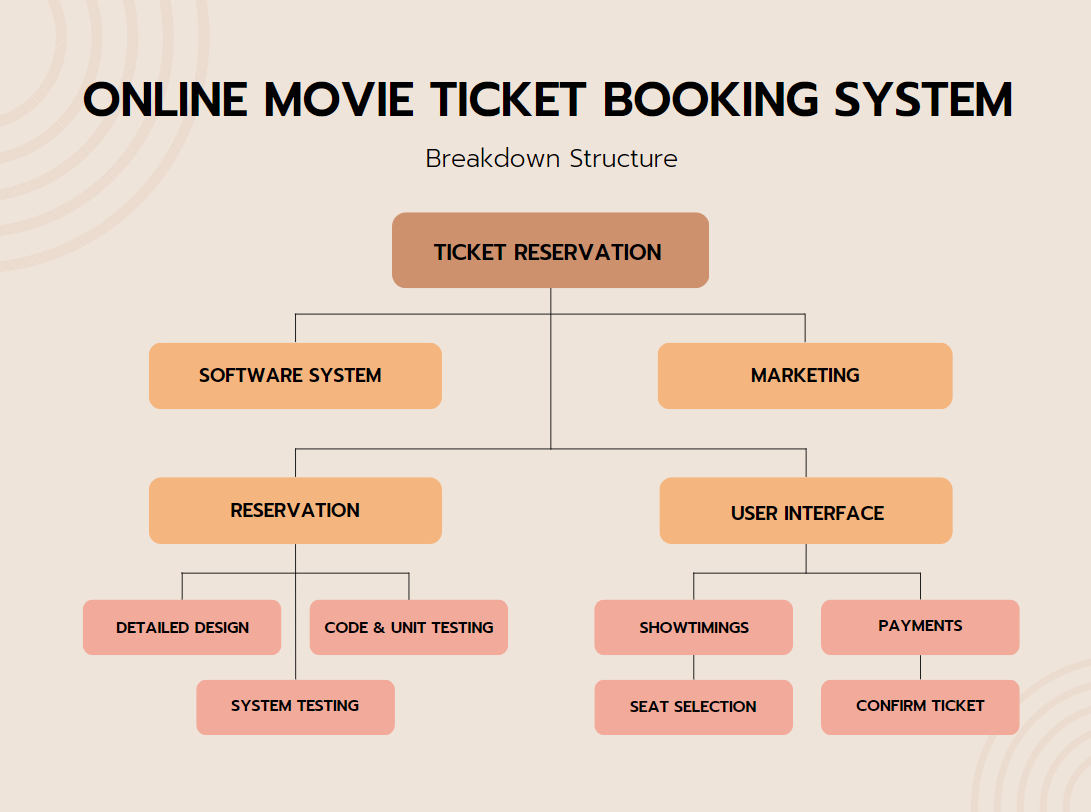 ONLINE MOVIE TICKET BOOKING SYSTEM
Breakdown Structure
TICKET RESERVATION
SOFTWARE SYSTEM
MARKETING
RESERVATION
USER INTERFACE
DETAILED DESIGN
CODE & UNIT TESTING
SHOWTIMINGS
PAYMENTS
SYSTEM TESTING
SEAT SELECTION
CONFIRM TICKET